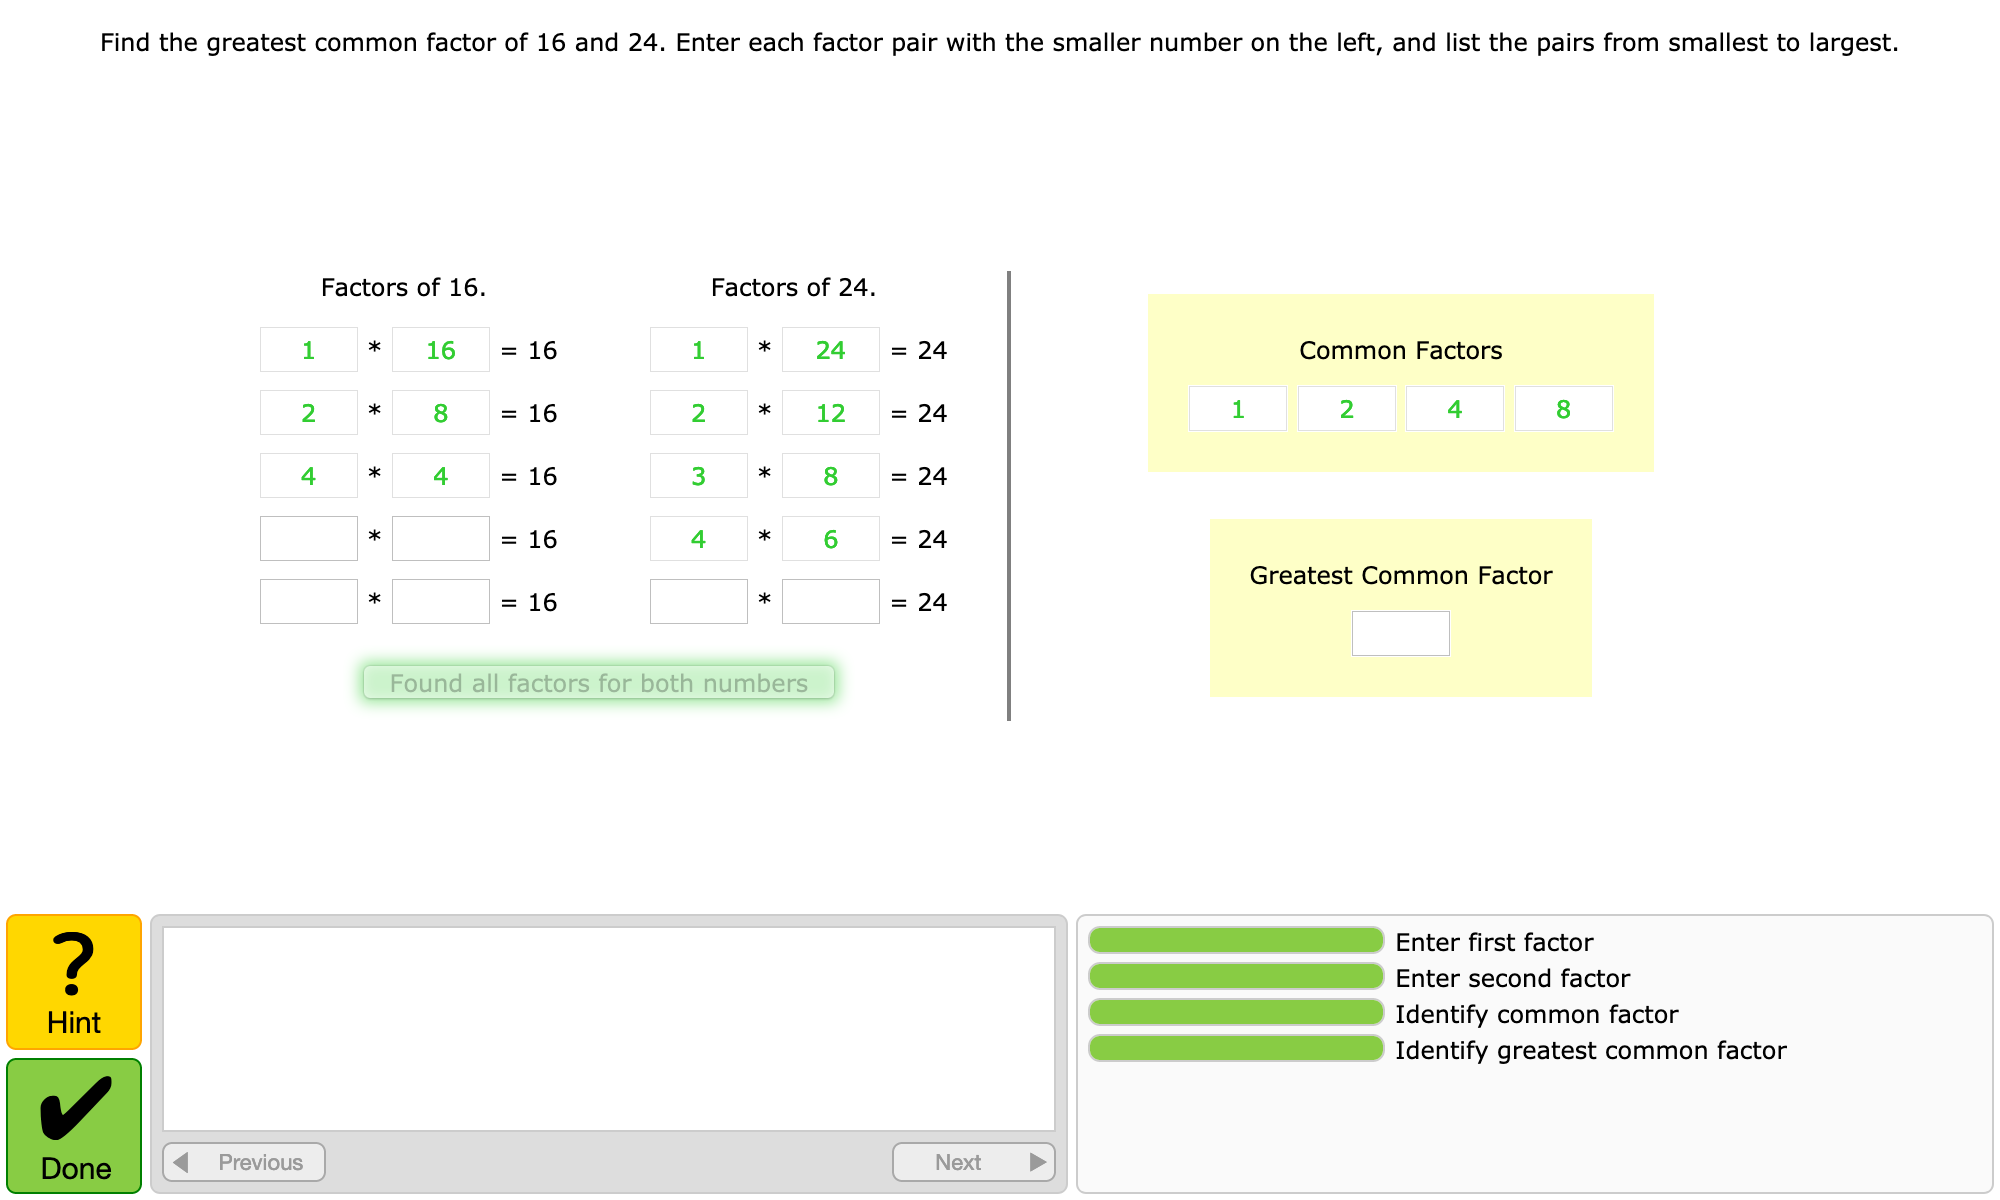 Find the greatest common factor of 16 and 24. Enter each factor pair with the smaller number on the left, and list the pairs from smallest to largest.
Factors of 16.
1 * 16 = 16
2 * 8 = 16
4 * 4 = 16
* = 16
* = 16
Factors of 24.
1 * 24 = 24
2 * 12 = 24
3 * 8 = 24
4 * 6 = 24
* = 24
Found all factors for both numbers
Common Factors
1 2 4 8
Greatest Common Factor
? Hint
Done
Previous
Next
Enter first factor
Enter second factor
Identify common factor
Identify greatest common factor